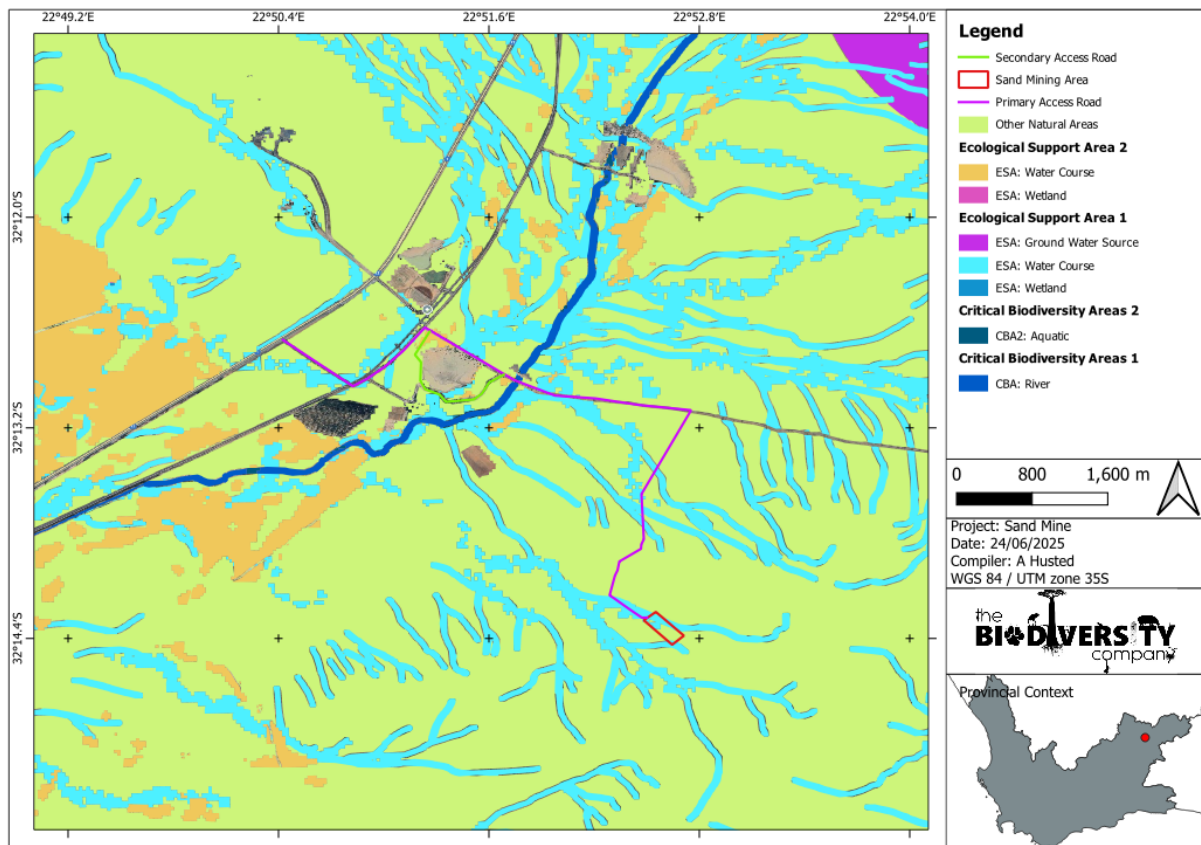 22°49.2'E 22°50.4'E 22°51.6'E 22°52.8'E 22°54.0'E
32°12.0'S
32°13.2'S
32°14.4'S
Legend
Secondary Access Road
Sand Mining Area
Primary Access Road
Other Natural Areas
Ecological Support Area 2
ESA: Water Course
ESA: Wetland
Ecological Support Area 1
ESA: Ground Water Source
ESA: Water Course
ESA: Wetland
Critical Biodiversity Areas 2
CBA2: Aquatic
Critical Biodiversity Areas 1
CBA: River
0 800 1,600 m
Project: Sand Mine
Date: 24/06/2025
Compiler: A Husted
WGS 84 / UTM zone 35S
the
BIODIVERSITY
company
Provincial Context